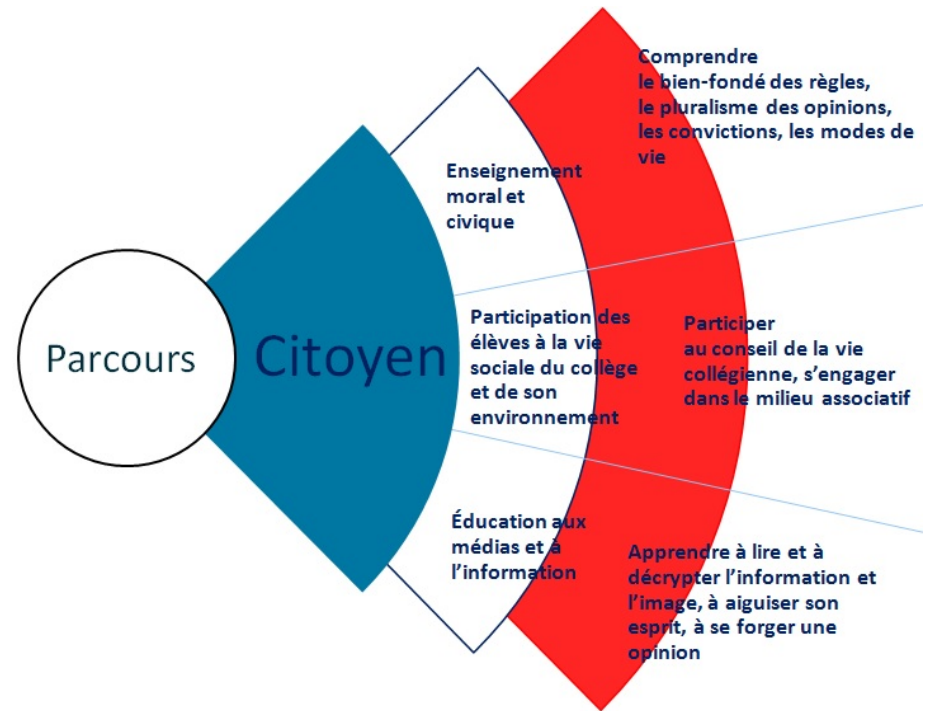 Parcours
Citoyen
Enseignement
moral et
civique
Participation des
élèves à la vie
sociale du collège
et de son
environnement
Éducation aux
médias et à
l’information
Comprendre
le bien-fondé des règles,
le pluralisme des opinions,
les convictions, les modes de
vie
Participer
au conseil de la vie
collégienne, s’engager
dans le milieu associatif
Apprendre à lire et à
décrypter l’information et
l’image, à aiguiser son
esprit, à se forger une
opinion